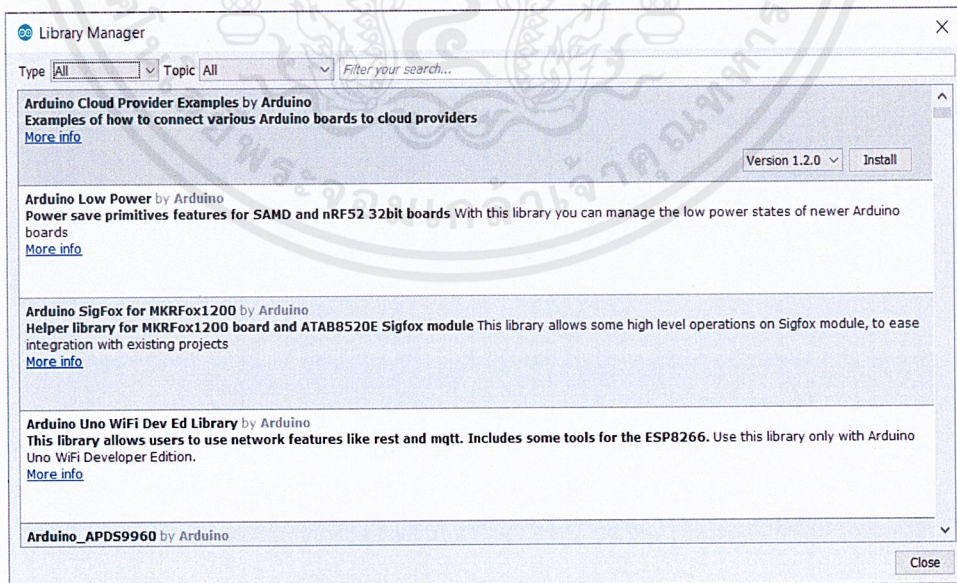 Library Manager
Type All Topic All Filter your search...
Arduino Cloud Provider Examples by Arduino
Examples of how to connect various Arduino boards to cloud providers
More info
Version 1.2.0 Install
Arduino Low Power by Arduino
Power save primitives features for SAMD and nRF52 32bit boards With this library you can manage the low power states of newer Arduino
boards
More info
Arduino SigFox for MKRFox1200 by Arduino
Helper library for MKRFox1200 board and ATAB8520E Sigfox module This library allows some high level operations on Sigfox module, to ease
integration with existing projects
More info
Arduino Uno WiFi Dev Ed Library by Arduino
This library allows users to use network features like rest and mqtt. Includes some tools for the ESP8266. Use this library only with Arduino
Uno WiFi Developer Edition.
More info
Arduino_APDS9960 by Arduino
Close